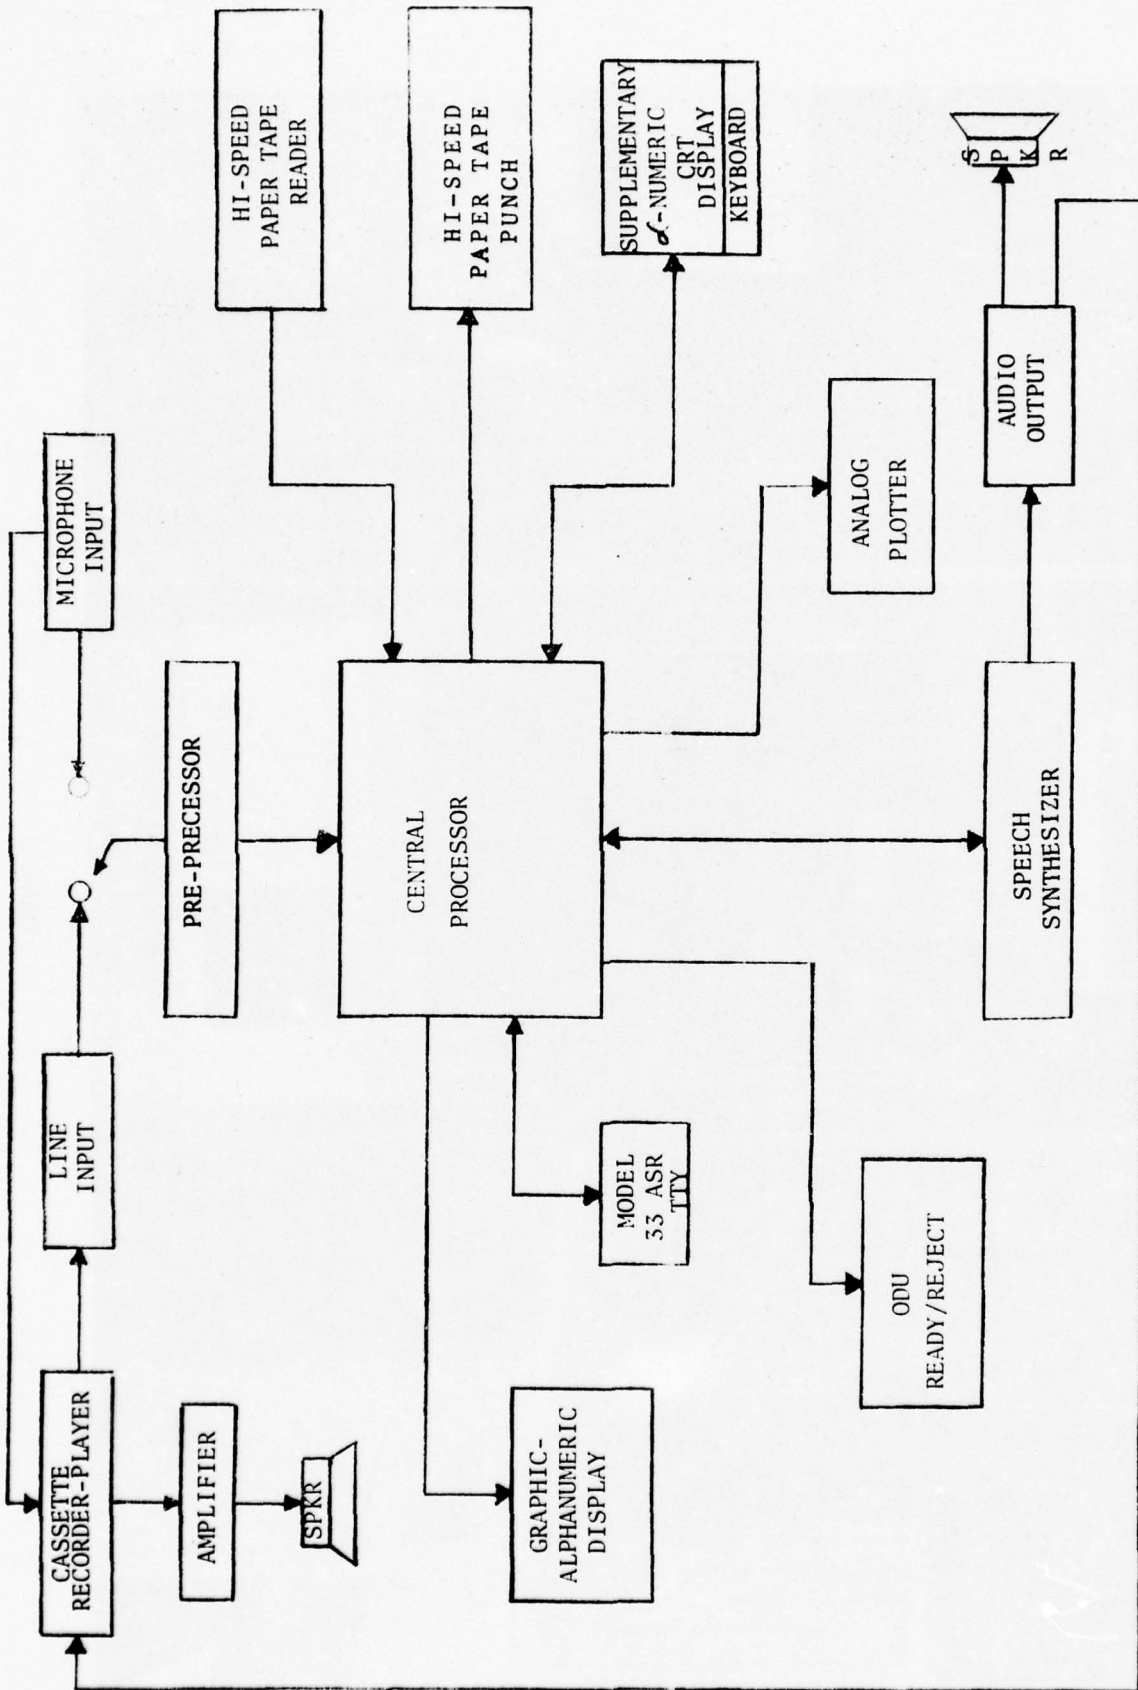 CASSETTE
RECORDER-PLAYER
LINE
INPUT
MICROPHONE
INPUT
AMPLIFIER
SPKR
PRE-PRECESSOR
HI-SPEED
PAPER TAPE
READER
HI-SPEED
PAPER TAPE
PUNCH
SUPPLEMENTARY
α-NUMERIC
CRT
DISPLAY
KEYBOARD
CENTRAL
PROCESSOR
GRAPHIC-
ALPHANUMERIC
DISPLAY
MODEL
33 ASR
TTY
ANALOG
PLOTTER
ODU
READY/REJECT
SPEECH
SYNTHESIZER
AUDIO
OUTPUT
S
P
K
R